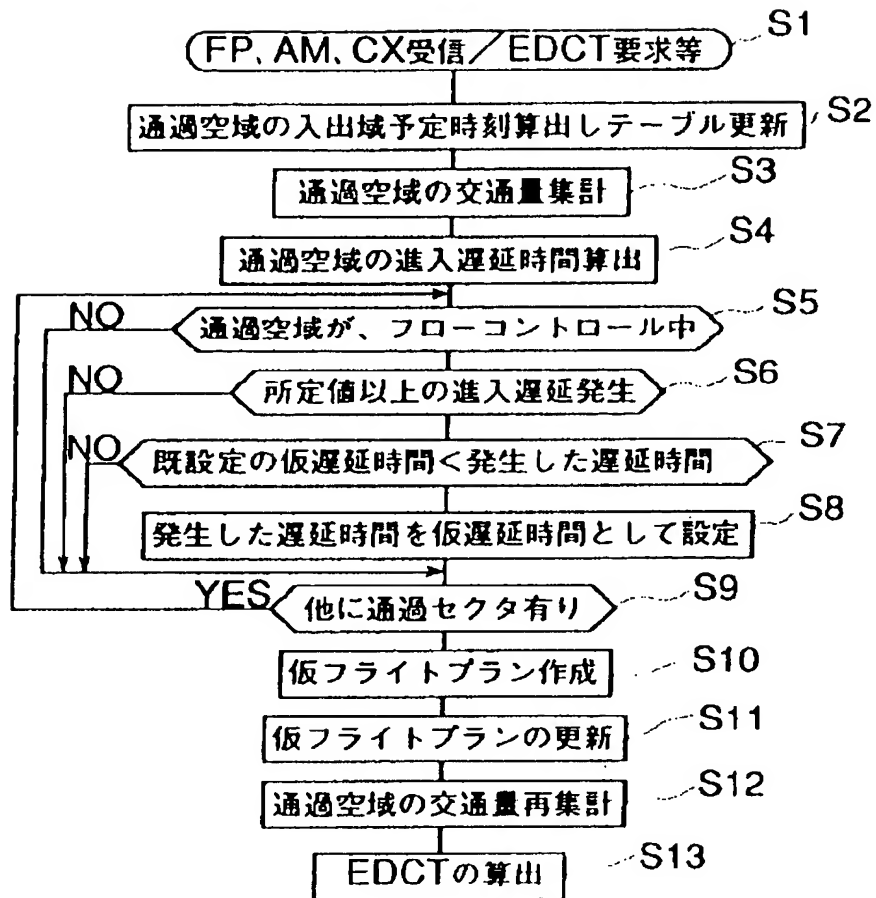 FP、AM、CX受信／EDCT要求等 S1
通過空域の入出域予定時刻算出しテーブル更新 S2
通過空域の交通量集計 S3
通過空域の進入遅延時間算出 S4
NO 通過空域が、フローコントロール中 S5
NO 所定値以上の進入遅延発生 S6
NO 既設定の仮遅延時間＜発生した遅延時間 S7
発生した遅延時間を仮遅延時間として設定 S8
YES 他に通過セクタ有り S9
仮フライトプラン作成 S10
仮フライトプランの更新 S11
通過空域の交通量再集計 S12
EDCTの算出 S13